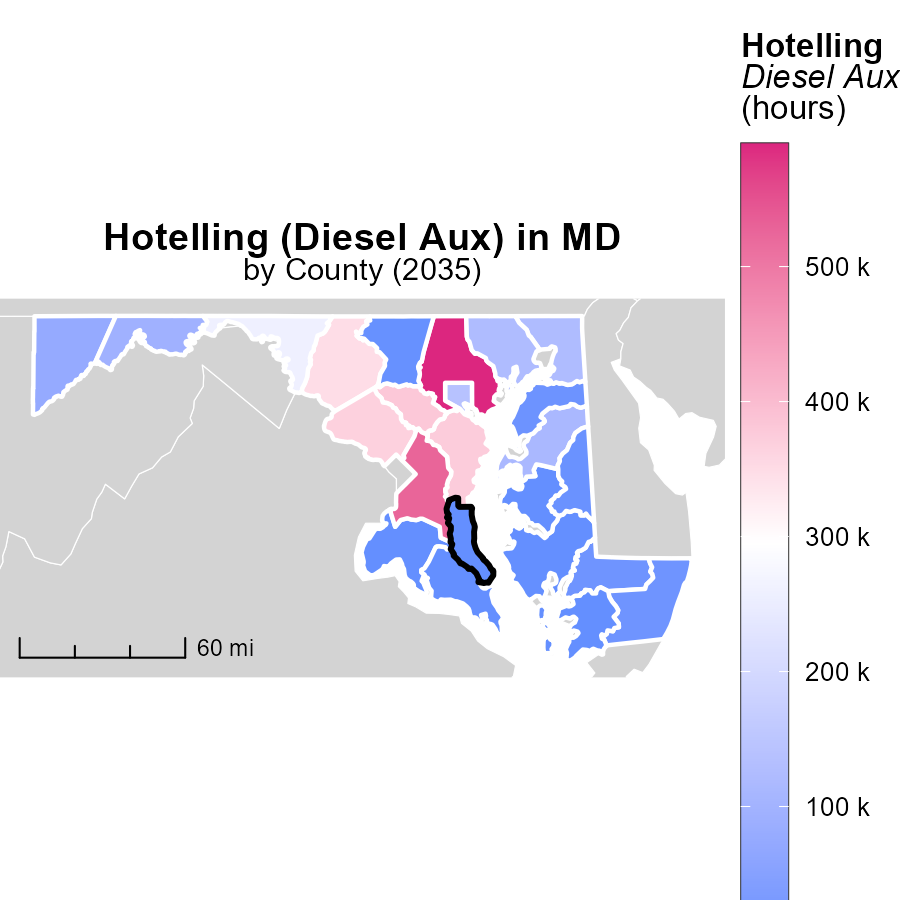 Hotelling
Diesel Aux
(hours)
Hotelling (Diesel Aux) in MD
by County (2035)
500 k
400 k
300 k
200 k
100 k
60 mi